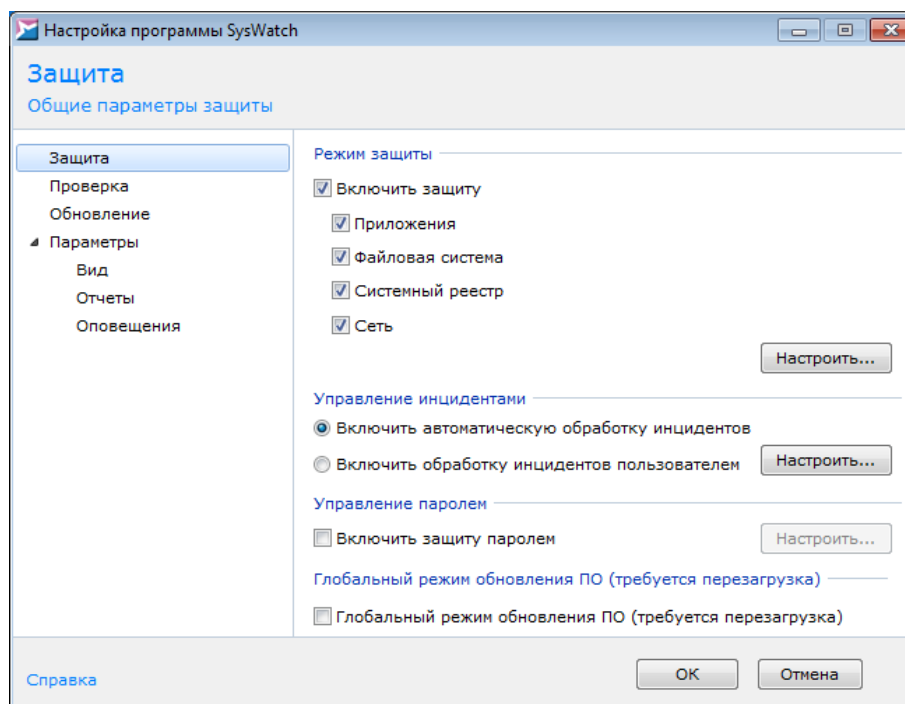 Настройка программы SysWatch
Защита
Общие параметры защиты
Защита
Проверка
Обновление
Параметры
Вид
Отчеты
Оповещения
Режим защиты
Включить защиту
Приложения
Файловая система
Системный реестр
Сеть
Настроить...
Управление инцидентами
Включить автоматическую обработку инцидентов
Включить обработку инцидентов пользователем
Настроить...
Управление паролем
Включить защиту паролем
Настроить...
Глобальный режим обновления ПО (требуется перезагрузка)
Глобальный режим обновления ПО (требуется перезагрузка)
Справка
ОК
Отмена